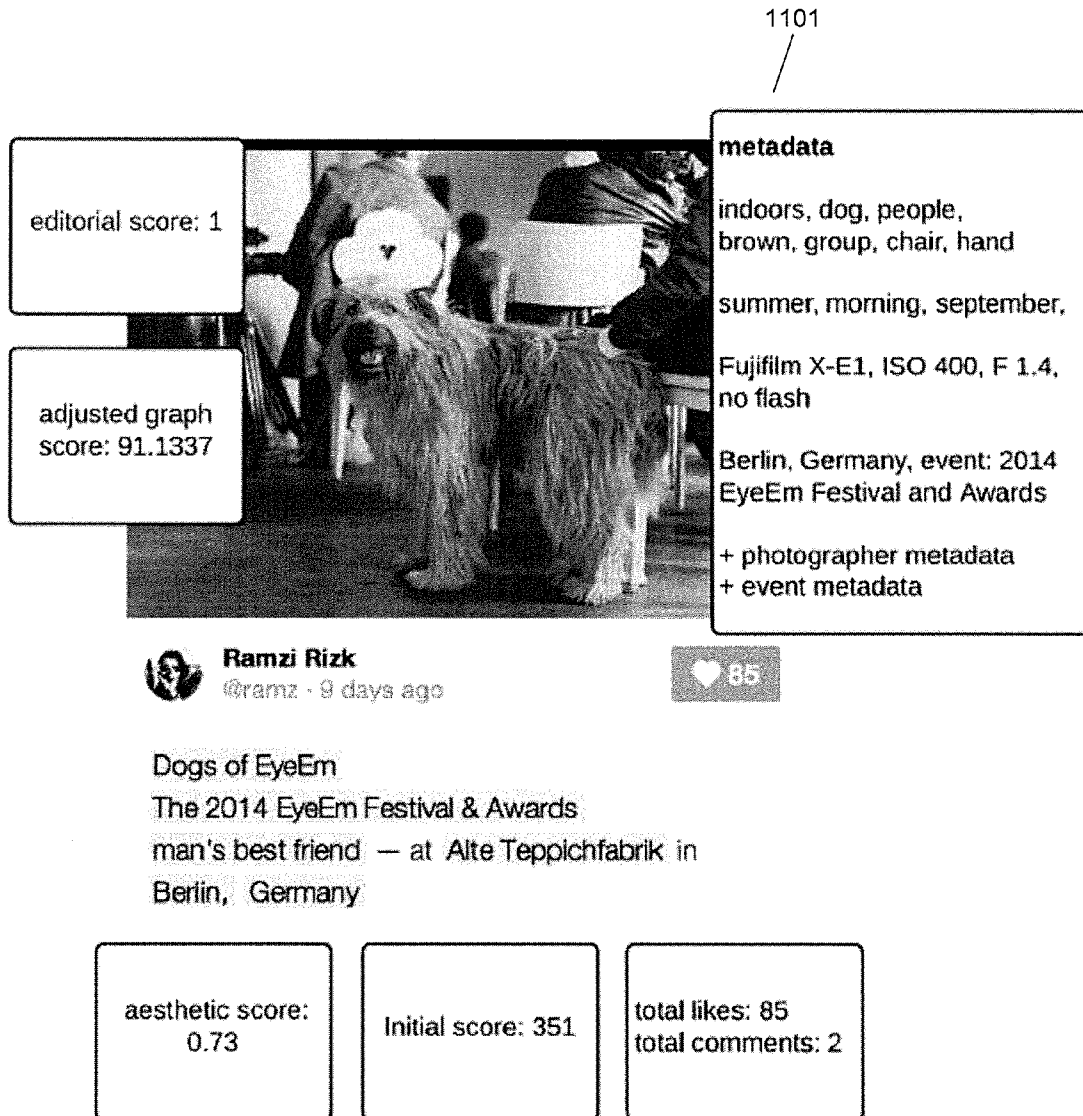 1101
metadata
indoors, dog, people,
brown, group, chair, hand
summer, morning, september,
Fujifilm X-E1, ISO 400, F 1.4,
no flash
Berlin, Germany, event: 2014
EyeEm Festival and Awards
+ photographer metadata
+ event metadata
editorial score: 1
adjusted graph
score: 91.1337
Ramzi Rizk
@ramz · 9 days ago
85
Dogs of EyeEm
The 2014 EyeEm Festival & Awards
man's best friend — at Alte Teppichfabrik in
Berlin, Germany
aesthetic score:
0.73
Initial score: 351
total likes: 85
total comments: 2